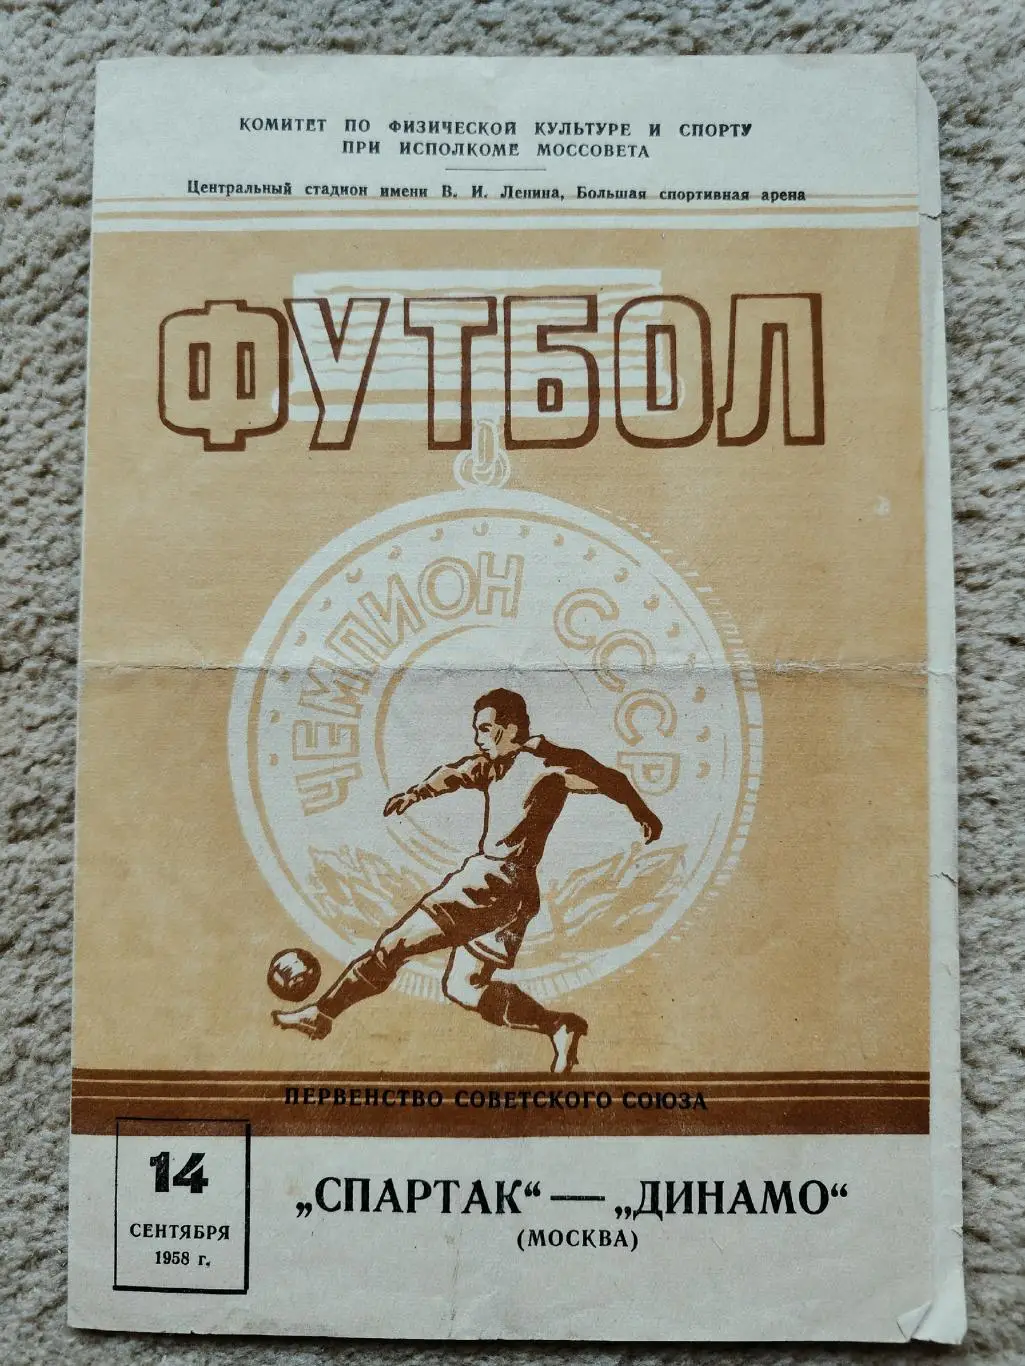 КОМИТЕТ ПО ФИЗИЧЕСКОЙ КУЛЬТУРЕ И СПОРТУ
ПРИ ИСПОЛКОМЕ МОССОВЕТА
Центральный стадион имени В. И. Ленина, Большая спортивная арена
ФУТБОЛ
ЧЕМПИОН СССР
ПЕРВЕНСТВО СОВЕТСКОГО СОЮЗА
14
СЕНТЯБРЯ
1958 г.
„СПАРТАК“ — „ДИНАМО“
(МОСКВА)